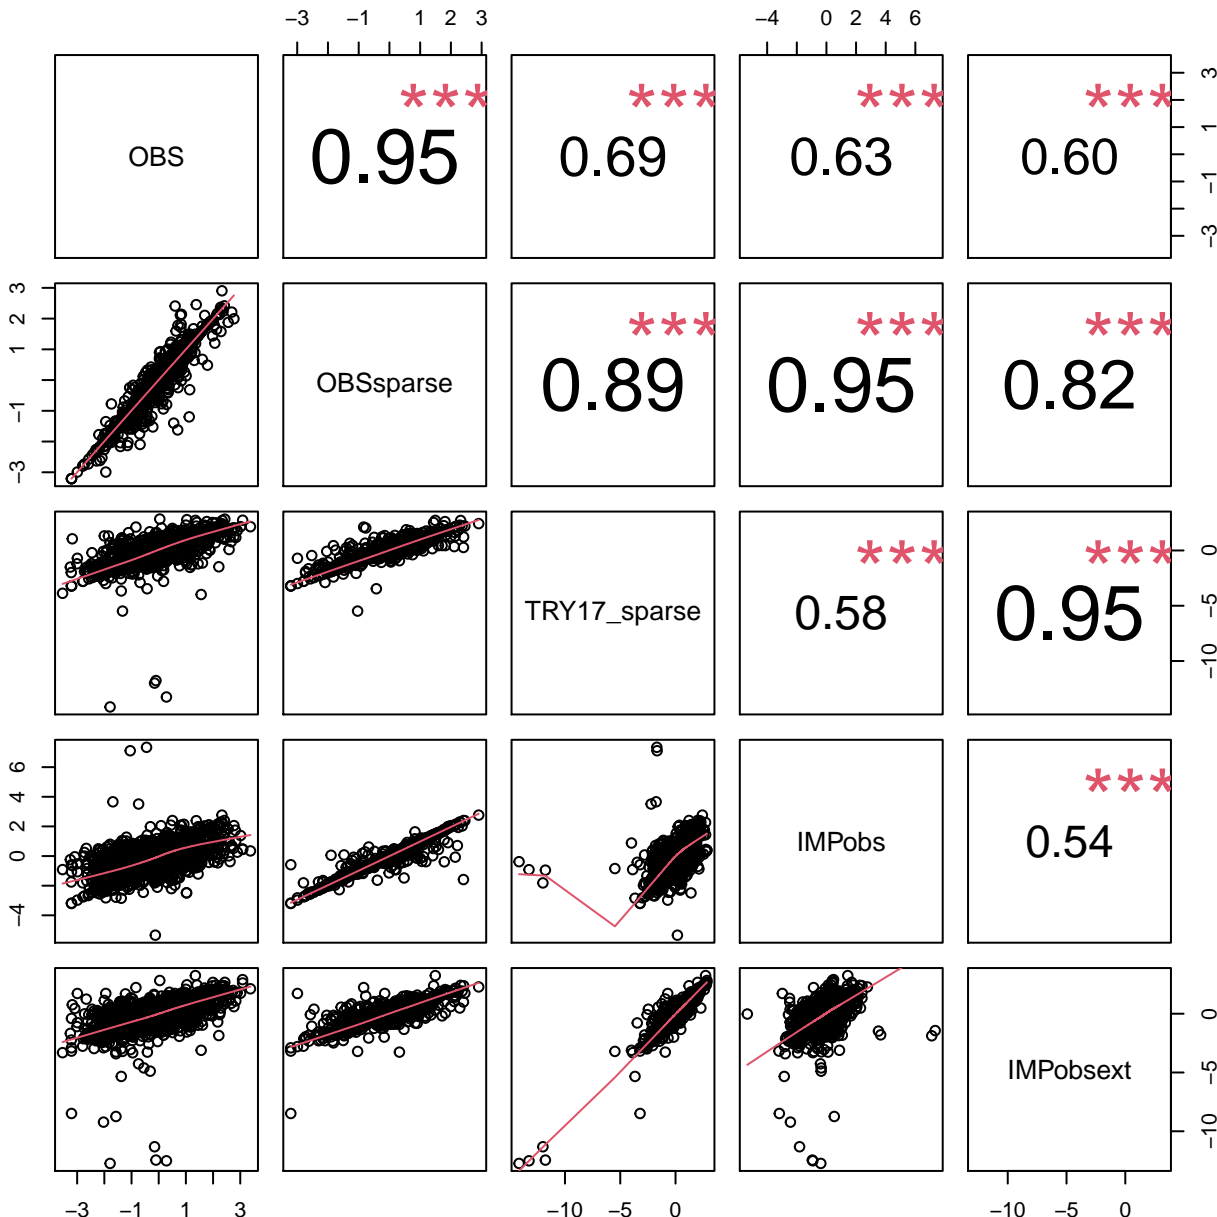 −3 −1 1 2 3 −4 0 2 4 6
*** *** *** ***
OBS 0.95 0.69 0.63 0.60
3 1 −1 −3
3 2 1 −1 −3
*** *** ***
OBSsparse 0.89 0.95 0.82
*** ***
TRY17_sparse 0.58 0.95
0 −5 −10
6 4 2 0 −4
***
IMPobs 0.54
IMPobsext
0 −5 −10
−3 −1 1 3 −10 −5 0 −10 −5 0